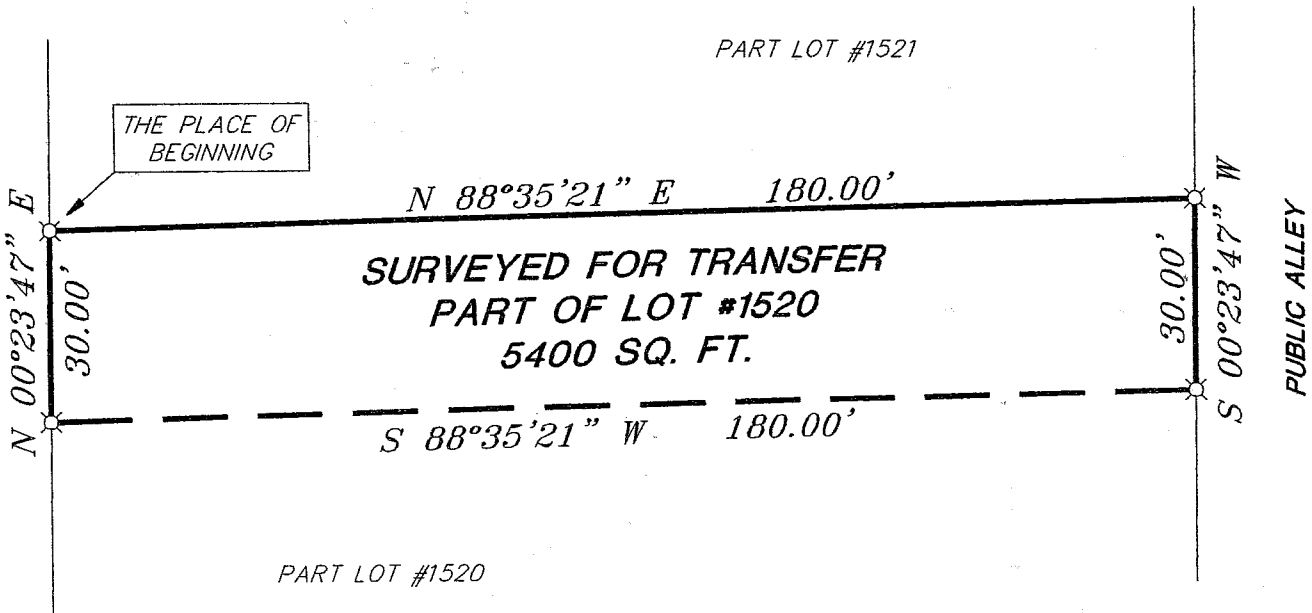 PART LOT #1521
THE PLACE OF
BEGINNING
N 88°35'21" E 180.00'
N 00°23'47" E
30.00'
SURVEYED FOR TRANSFER
PART OF LOT #1520
5400 SQ. FT.
30.00'
S 00°23'47" W
PUBLIC ALLEY
S 88°35'21" W 180.00'
PART LOT #1520